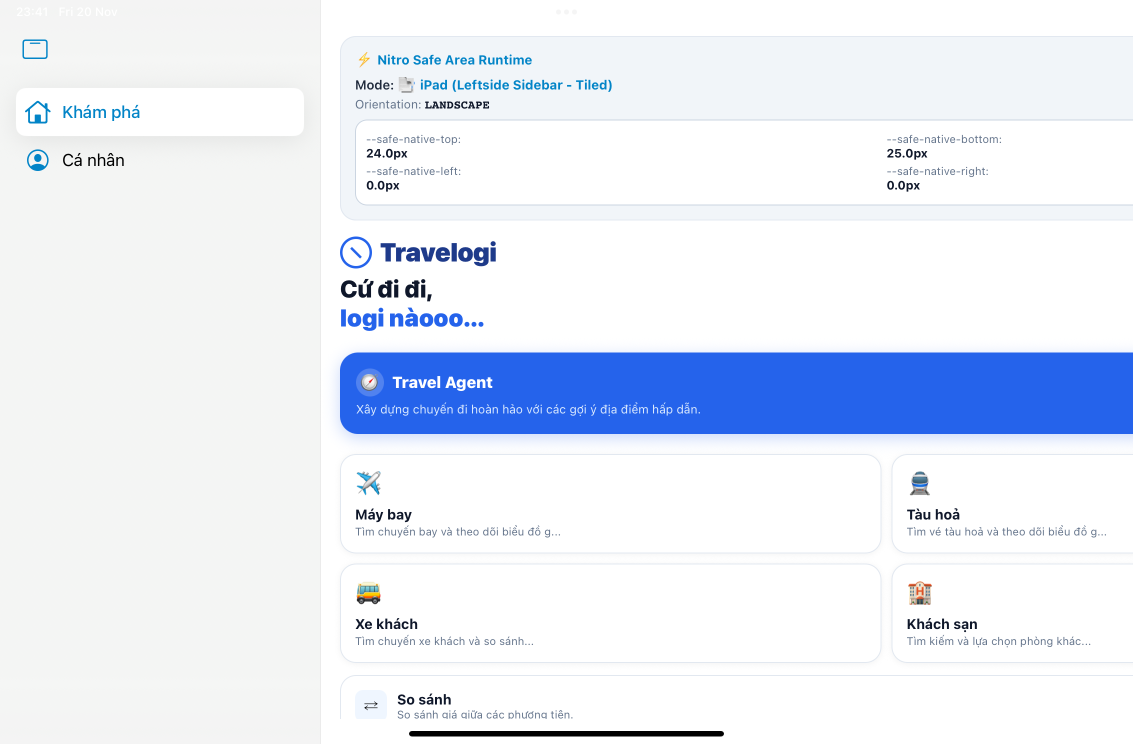 23:41 Fri 20 Nov
Khám phá
Cá nhân
Nitro Safe Area Runtime
Mode: iPad (Leftside Sidebar - Tiled)
Orientation: LANDSCAPE
--safe-native-top:
24.0px
--safe-native-bottom:
25.0px
--safe-native-left:
0.0px
--safe-native-right:
0.0px
Travelogi
Cứ đi đi,
logi nàooo...
Travel Agent
Xây dựng chuyến đi hoàn hảo với các gợi ý địa điểm hấp dẫn.
Máy bay
Tìm chuyến bay và theo dõi biểu đồ g...
Tàu hoả
Tìm vé tàu hoả và theo dõi biểu đồ g...
Xe khách
Tìm chuyến xe khách và so sánh...
Khách sạn
Tìm kiếm và lựa chọn phòng khác...
So sánh
So sánh giá giữa các phương tiện.